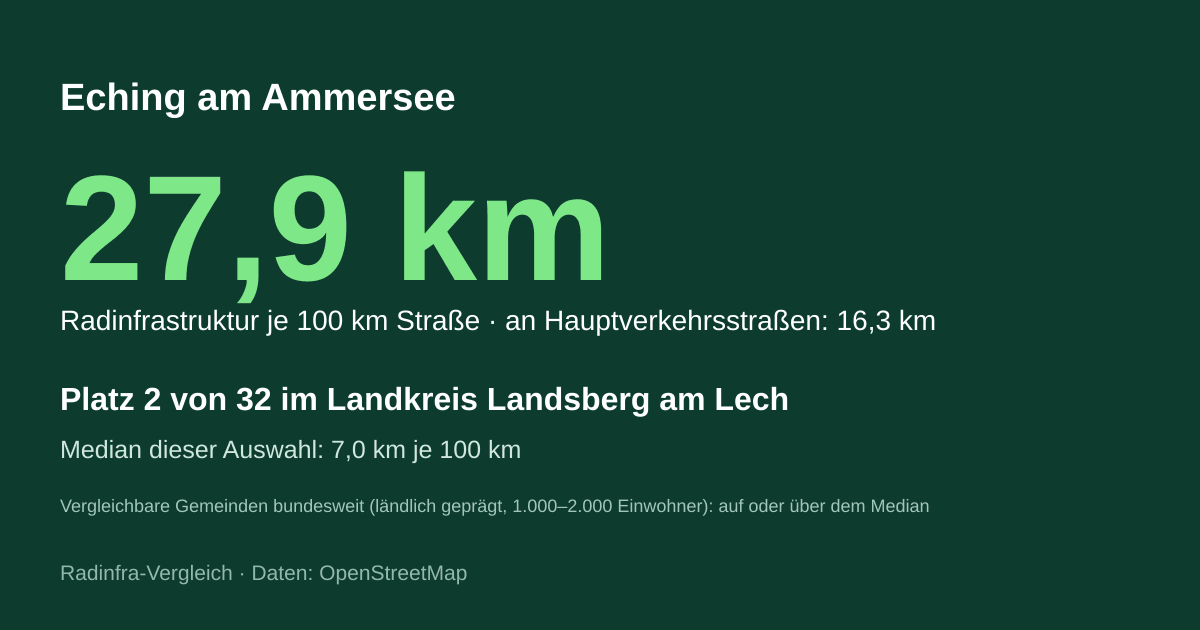 Eching am Ammersee
27,9 km
Radinfrastruktur je 100 km Straße · an Hauptverkehrsstraßen: 16,3 km
Platz 2 von 32 im Landkreis Landsberg am Lech
Median dieser Auswahl: 7,0 km je 100 km
Vergleichbare Gemeinden bundesweit (ländlich geprägt, 1.000–2.000 Einwohner): auf oder über dem Median
Radinfra-Vergleich · Daten: OpenStreetMap